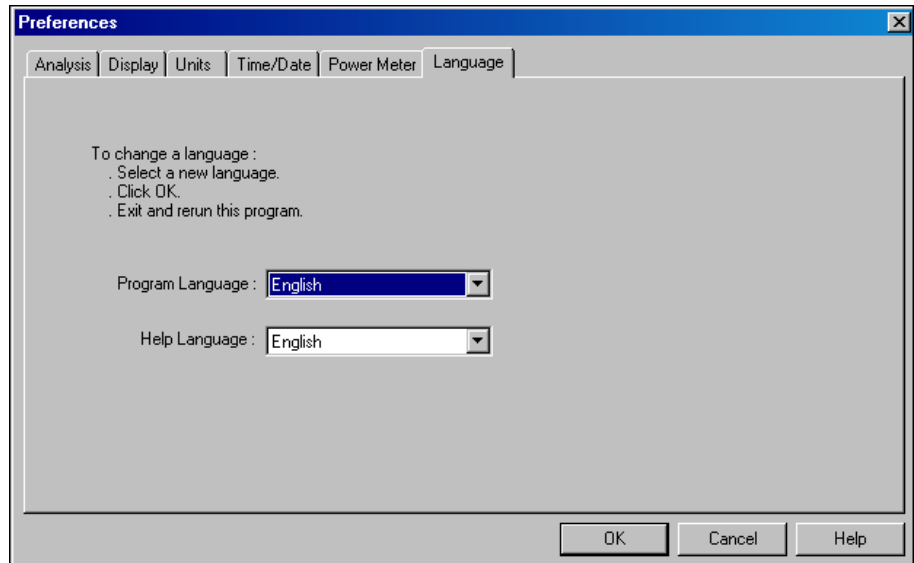 Preferences
Analysis Display Units Time/Date Power Meter Language
To change a language :
. Select a new language.
. Click OK.
. Exit and rerun this program.
Program Language : English
Help Language : English
OK Cancel Help